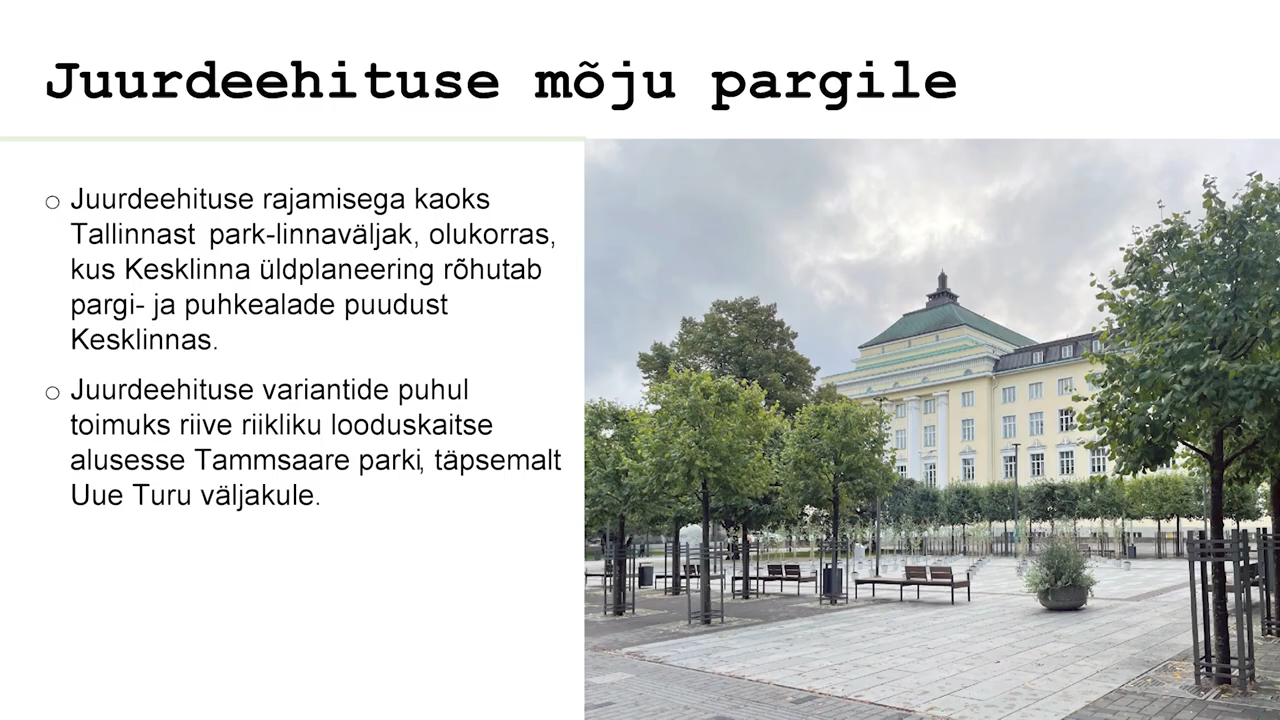 Juurdeehituse mõju pargile
○ Juurdeehituse rajamisega kaoks
Tallinnast park-linnaväljak, olukorras,
kus Kesklinna üldplaneering rõhutab
pargi- ja puhkealade puudust
Kesklinnas.
○ Juurdeehituse variantide puhul
toimuks riive riikliku looduskaitse
alusesse Tammsaare parki, täpsemalt
Uue Turu väljakule.